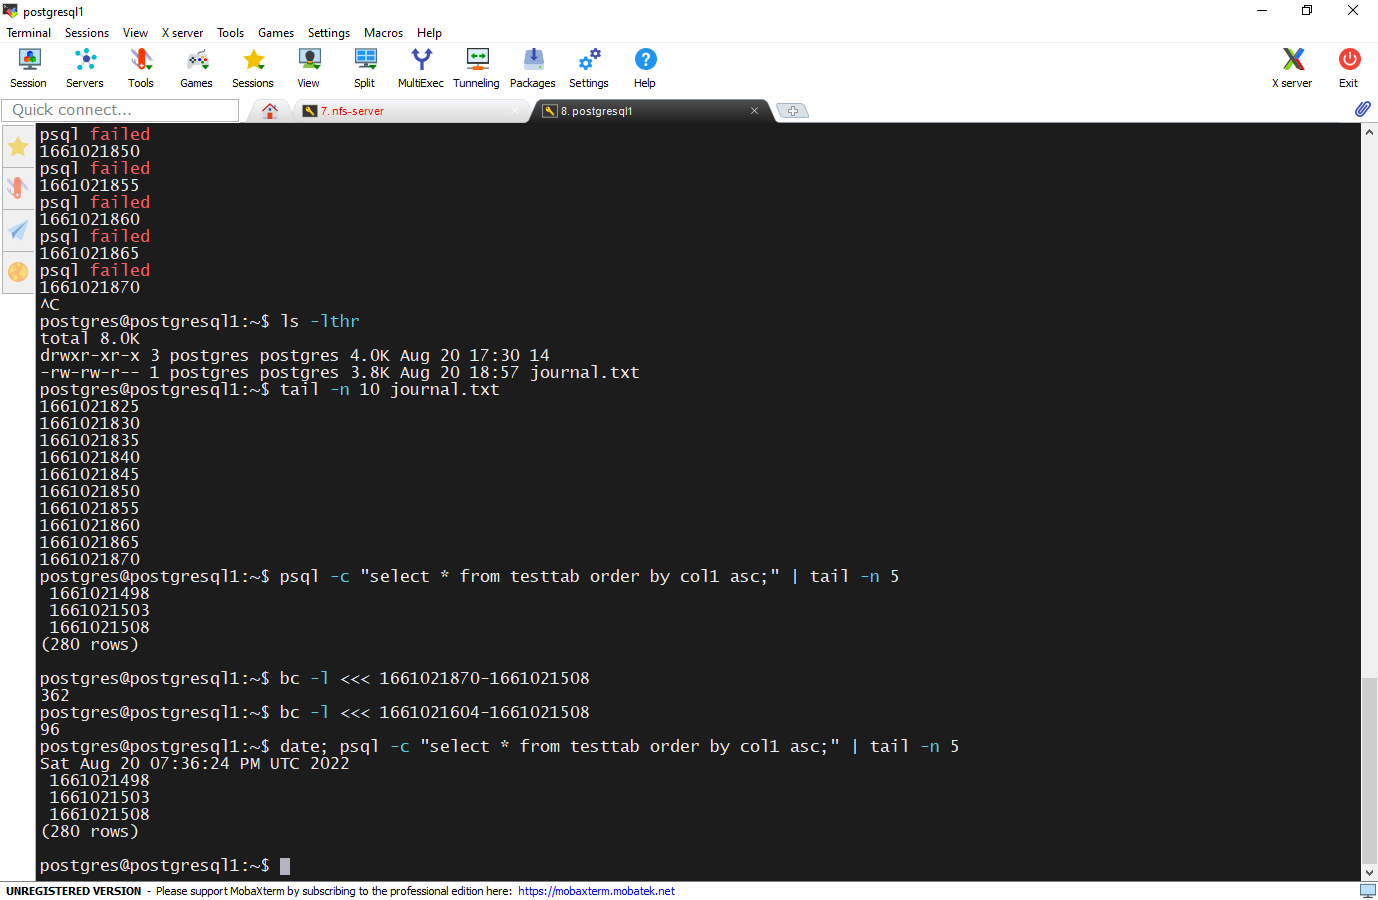 postgresql1
Terminal Sessions View X server Tools Games Settings Macros Help
Session Servers Tools Games Sessions View Split MultiExec Tunneling Packages Settings Help X server Exit
Quick connect... 7. nfs-server 8. postgresql1
psql failed
1661021850
psql failed
1661021855
psql failed
1661021860
psql failed
1661021865
psql failed
1661021870
^C
postgres@postgresql1:~$ ls -lthr
total 8.0K
drwxr-xr-x 3 postgres postgres 4.0K Aug 20 17:30 14
-rw-rw-r-- 1 postgres postgres 3.8K Aug 20 18:57 journal.txt
postgres@postgresql1:~$ tail -n 10 journal.txt
1661021825
1661021830
1661021835
1661021840
1661021845
1661021850
1661021855
1661021860
1661021865
1661021870
postgres@postgresql1:~$ psql -c "select * from testtab order by col1 asc;" | tail -n 5
1661021498
1661021503
1661021508
(280 rows)
postgres@postgresql1:~$ bc -l <<< 1661021870-1661021508
362
postgres@postgresql1:~$ bc -l <<< 1661021604-1661021508
96
postgres@postgresql1:~$ date; psql -c "select * from testtab order by col1 asc;" | tail -n 5
Sat Aug 20 07:36:24 PM UTC 2022
1661021498
1661021503
1661021508
(280 rows)
postgres@postgresql1:~$
UNREGISTERED VERSION - Please support MobaXterm by subscribing to the professional edition here: https://mobaxterm.mobatek.net